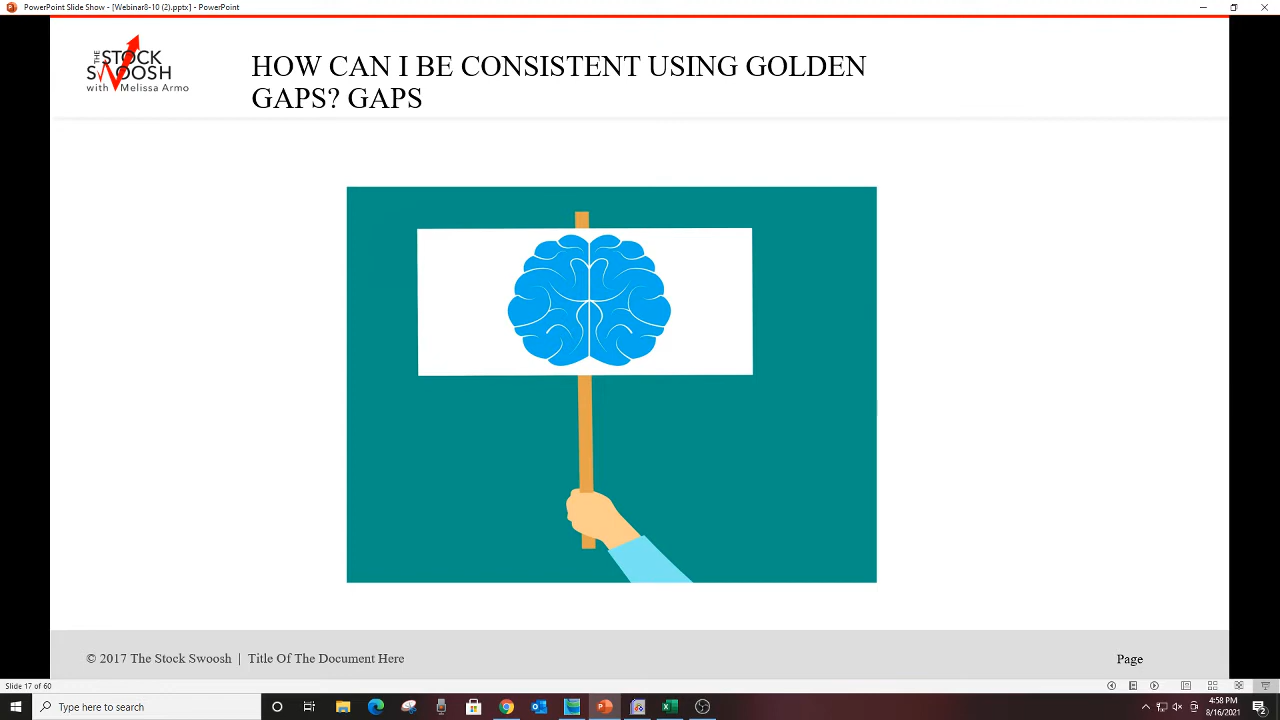 PowerPoint Slide Show - [Webinar8-10 (2).pptx] - PowerPoint
THE
STOCK
SWOOSH
with Melissa Armo
HOW CAN I BE CONSISTENT USING GOLDEN
GAPS? GAPS
© 2017 The Stock Swoosh | Title Of The Document Here
Page
Slide 17 of 60
Type here to search
4:58 PM
8/16/2021
2